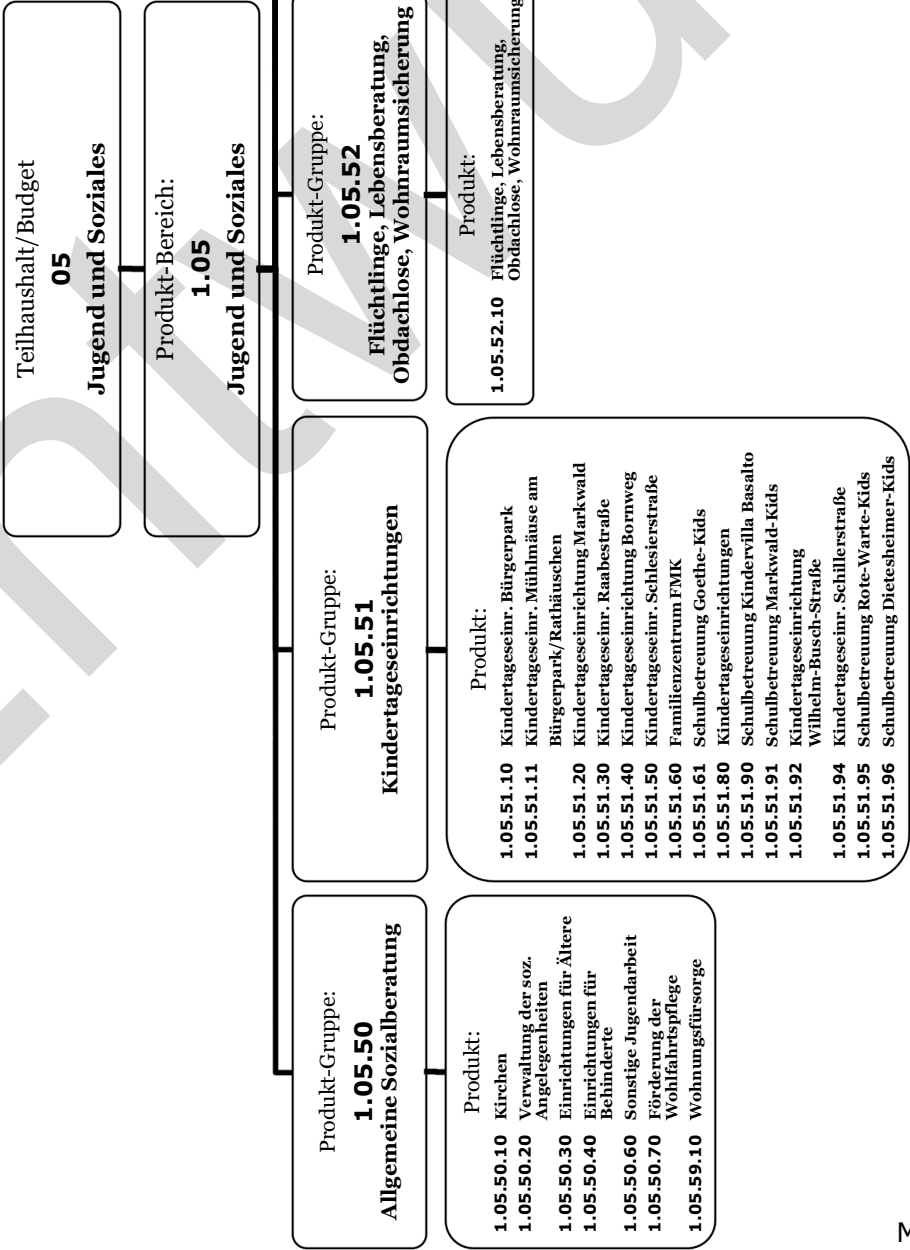 Teilhaushalt/Budget
05
Jugend und Soziales
Produkt-Bereich:
1.05
Jugend und Soziales
Produkt-Gruppe:
1.05.50
Allgemeine Sozialberatung
Produkt:
1.05.50.10 Kirchen
1.05.50.20 Verwaltung der soz.
Angelegenheiten
1.05.50.30 Einrichtungen für Ältere
1.05.50.40 Einrichtungen für
Behinderte
1.05.50.60 Sonstige Jugendarbeit
1.05.50.70 Förderung der
Wohlfahrtspflege
1.05.59.10 Wohnungsfürsorge
Produkt-Gruppe:
1.05.51
Kindertageseinrichtungen
Produkt:
1.05.51.10 Kindertageseinr. Bürgerpark
1.05.51.11 Kindertageseinr. Mühlmäuse am
Bürgerpark/Rathäuschen
1.05.51.20 Kindertageseinrichtung Markwald
1.05.51.30 Kindertageseinr. Raabestraße
1.05.51.40 Kindertageseinrichtung Bornweg
1.05.51.50 Kindertageseinr. Schlesierstraße
1.05.51.60 Familienzentrum FMK
1.05.51.61 Schulbetreuung Goethe-Kids
1.05.51.80 Kindertageseinrichtungen
1.05.51.90 Schulbetreuung Kindervilla Basalto
1.05.51.91 Schulbetreuung Markwald-Kids
1.05.51.92 Kindertageseinrichtung
Wilhelm-Busch-Straße
1.05.51.94 Kindertageseinr. Schillerstraße
1.05.51.95 Schulbetreuung Rote-Warte-Kids
1.05.51.96 Schulbetreuung Dietesheimer-Kids
Produkt-Gruppe:
1.05.52
Flüchtlinge, Lebensberatung,
Obdachlose, Wohnraumsicherung
Produkt:
1.05.52.10 Flüchtlinge, Lebensberatung,
Obdachlose, Wohnraumsicherung